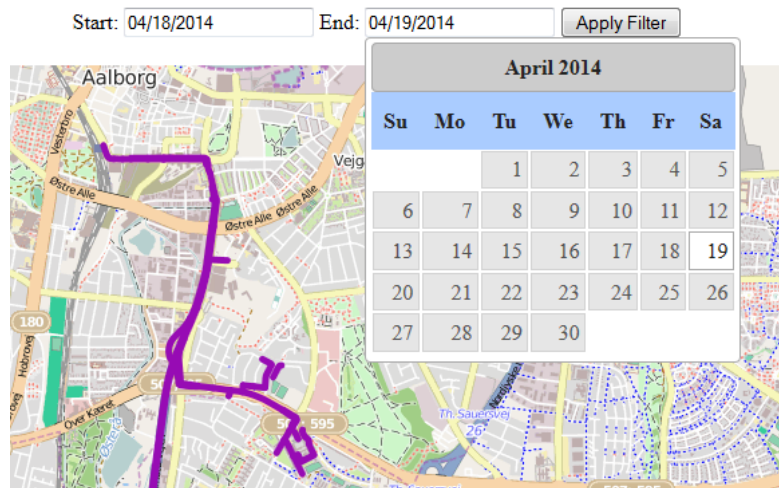 Start: 04/18/2014 End: 04/19/2014 Apply Filter
April 2014
Su Mo Tu We Th Fr Sa
1 2 3 4 5
6 7 8 9 10 11 12
13 14 15 16 17 18 19
20 21 22 23 24 25 26
27 28 29 30
Aalborg
Vesterbro
Vejg
Østre Alle
Østre Alle Østre Alle
180
Hobrovej
Over Kæret
Østerå
595
Th. Sauersvej
26